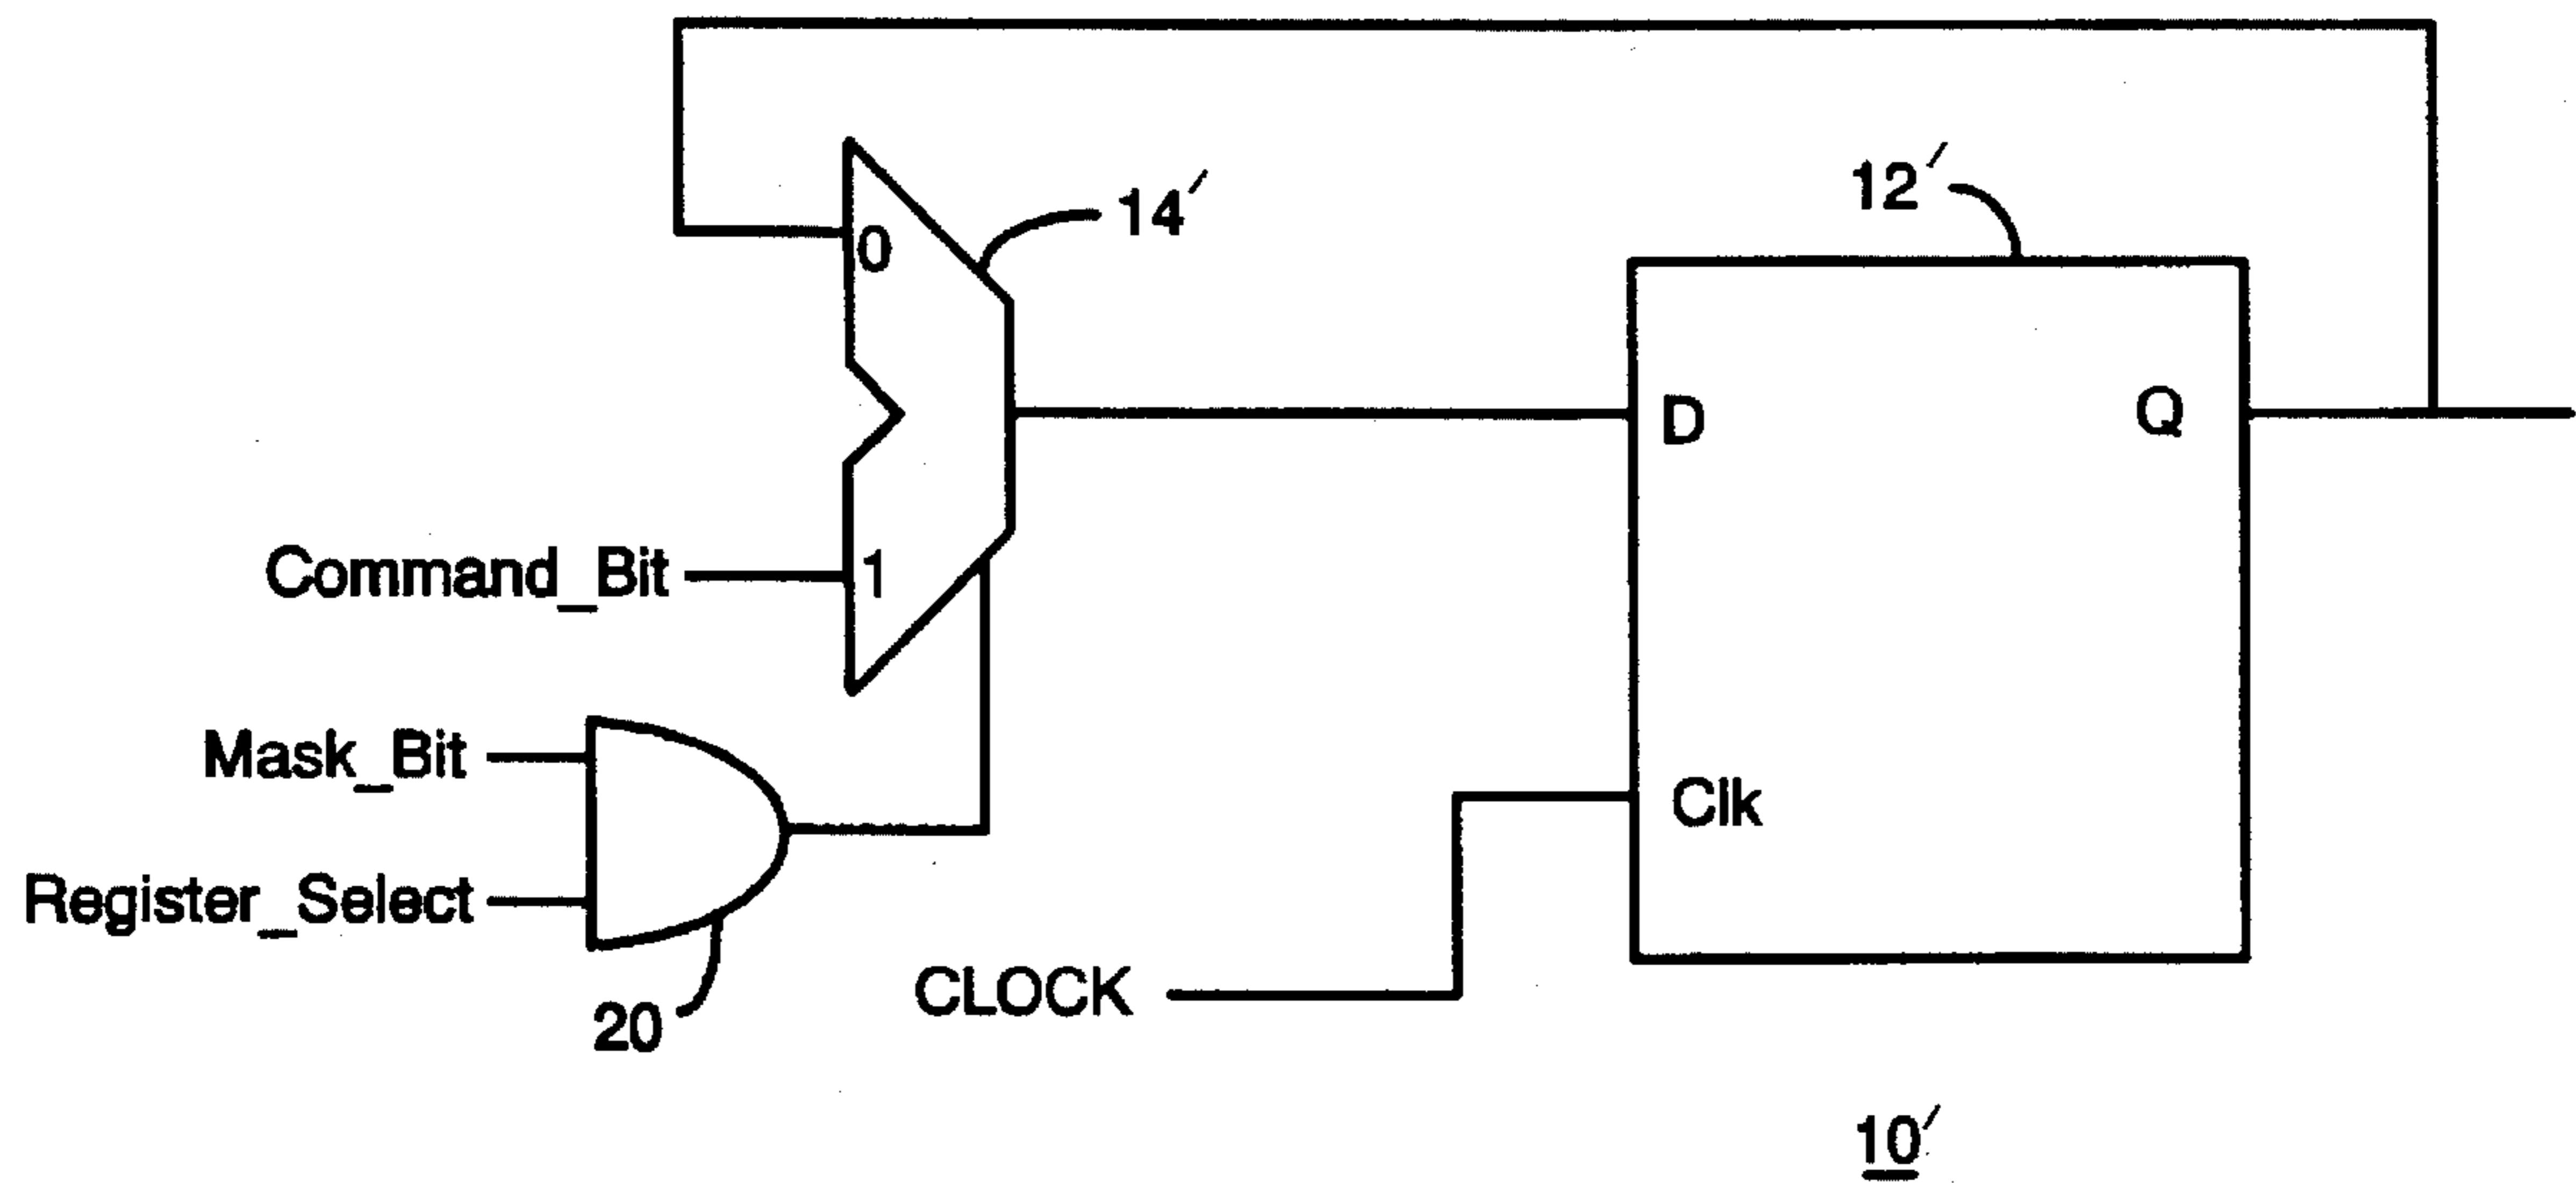 14′
12′
0
D
Q
Command_Bit
1
Mask_Bit
Clk
Register_Select
CLOCK
20
10′